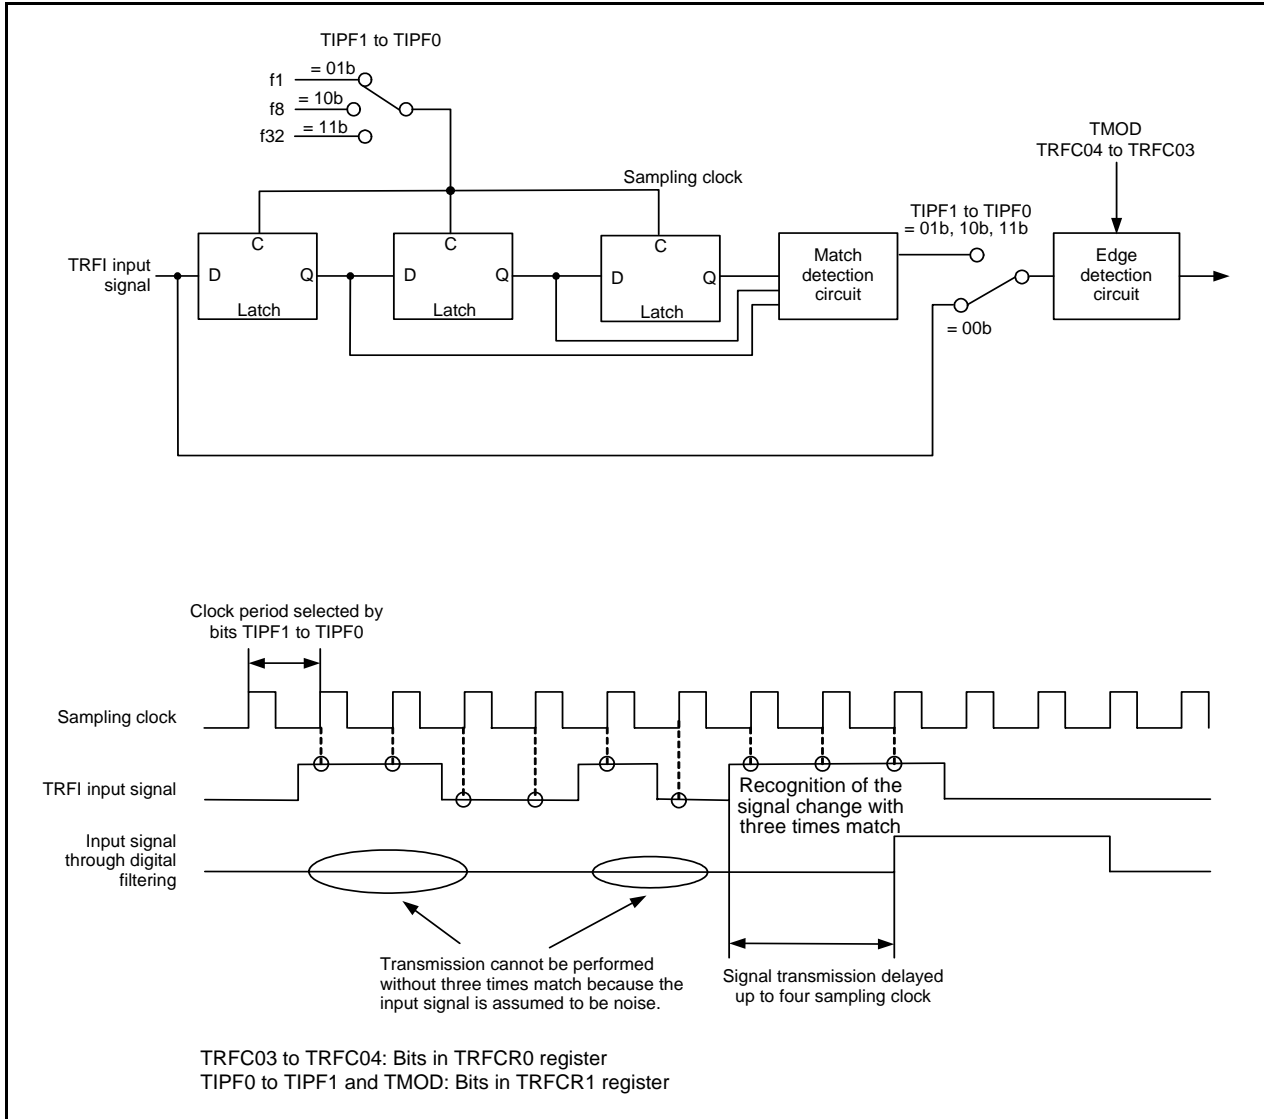 TIPF1 to TIPF0
f1
= 01b
f8
= 10b
f32
= 11b
TMOD
TRFC04 to TRFC03
Sampling clock
TIPF1 to TIPF0
= 01b, 10b, 11b
TRFI input
signal
C
D
Q
Latch
C
D
Q
Latch
C
D
Q
Latch
Match
detection
circuit
= 00b
Edge
detection
circuit
Clock period selected by
bits TIPF1 to TIPF0
Sampling clock
TRFI input signal
Recognition of the
signal change with
three times match
Input signal
through digital
filtering
Transmission cannot be performed
without three times match because the
input signal is assumed to be noise.
Signal transmission delayed
up to four sampling clock
TRFC03 to TRFC04: Bits in TRFCR0 register
TIPF0 to TIPF1 and TMOD: Bits in TRFCR1 register